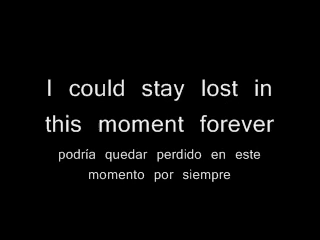 I could stay lost in
this moment forever
podría quedar perdido en este
momento por siempre